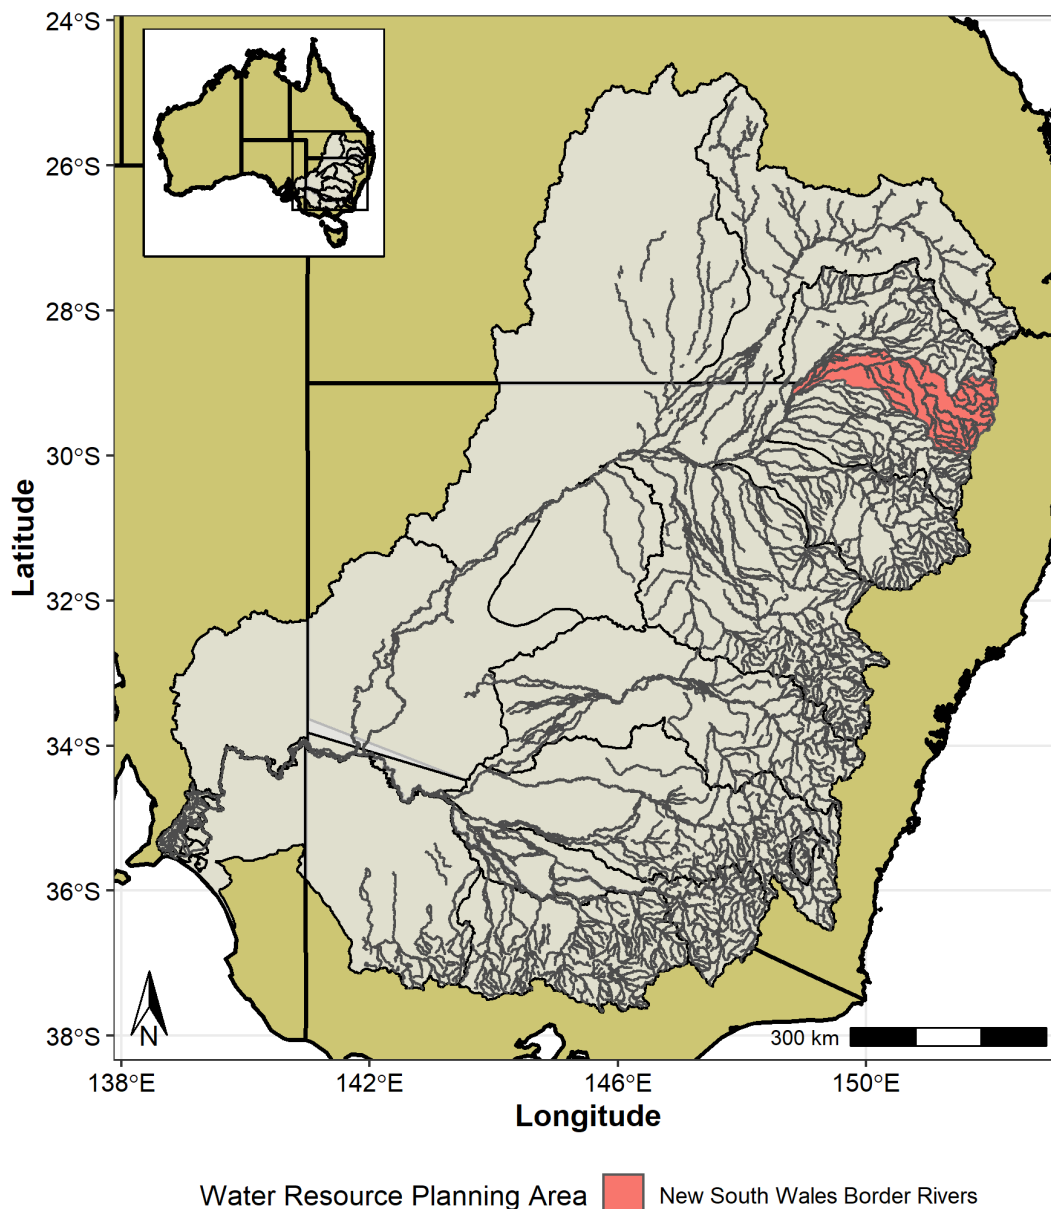 24°S
26°S
28°S
30°S
32°S
34°S
36°S
38°S
Latitude
N
300 km
138°E 142°E 146°E 150°E
Longitude
Water Resource Planning Area New South Wales Border Rivers